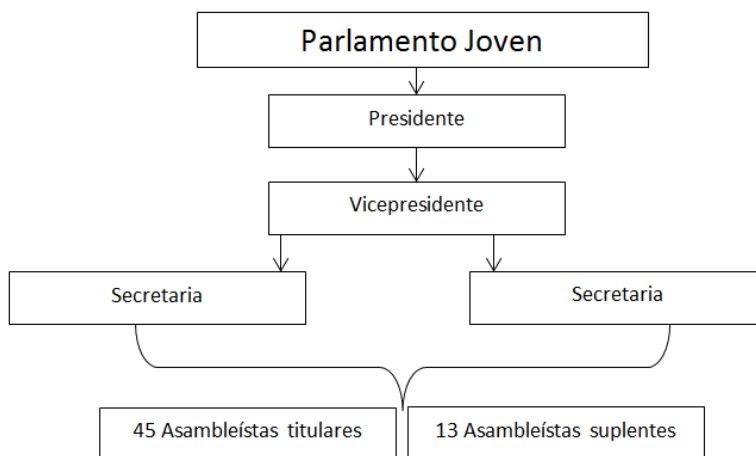 Parlamento Joven
Presidente
Vicepresidente
Secretaria
Secretaria
45 Asambleístas titulares
13 Asambleístas suplentes